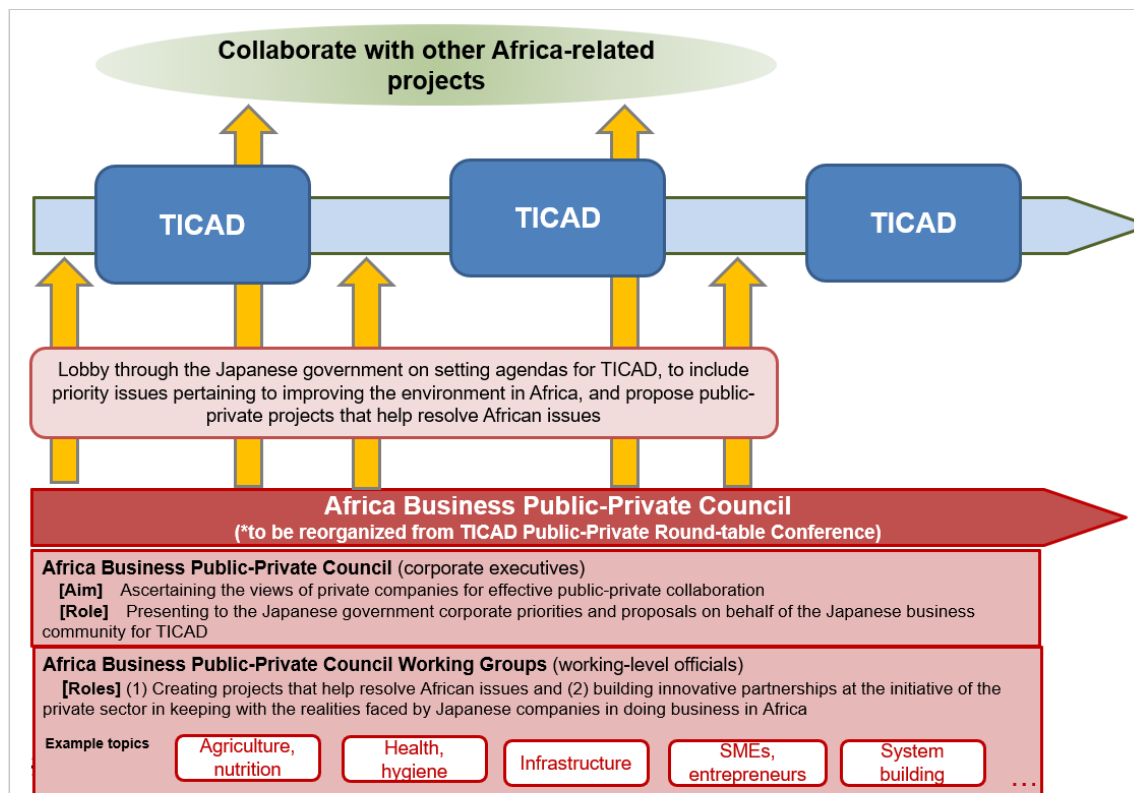 Collaborate with other Africa-related
projects
TICAD
TICAD
TICAD
Lobby through the Japanese government on setting agendas for TICAD, to include
priority issues pertaining to improving the environment in Africa, and propose public-
private projects that help resolve African issues
Africa Business Public-Private Council
(*to be reorganized from TICAD Public-Private Round-table Conference)
Africa Business Public-Private Council (corporate executives)
[Aim] Ascertaining the views of private companies for effective public-private collaboration
[Role] Presenting to the Japanese government corporate priorities and proposals on behalf of the Japanese business
community for TICAD
Africa Business Public-Private Council Working Groups (working-level officials)
[Roles] (1) Creating projects that help resolve African issues and (2) building innovative partnerships at the initiative of the
private sector in keeping with the realities faced by Japanese companies in doing business in Africa
Example topics
Agriculture,
nutrition
Health,
hygiene
Infrastructure
SMEs,
entrepreneurs
System
building
...